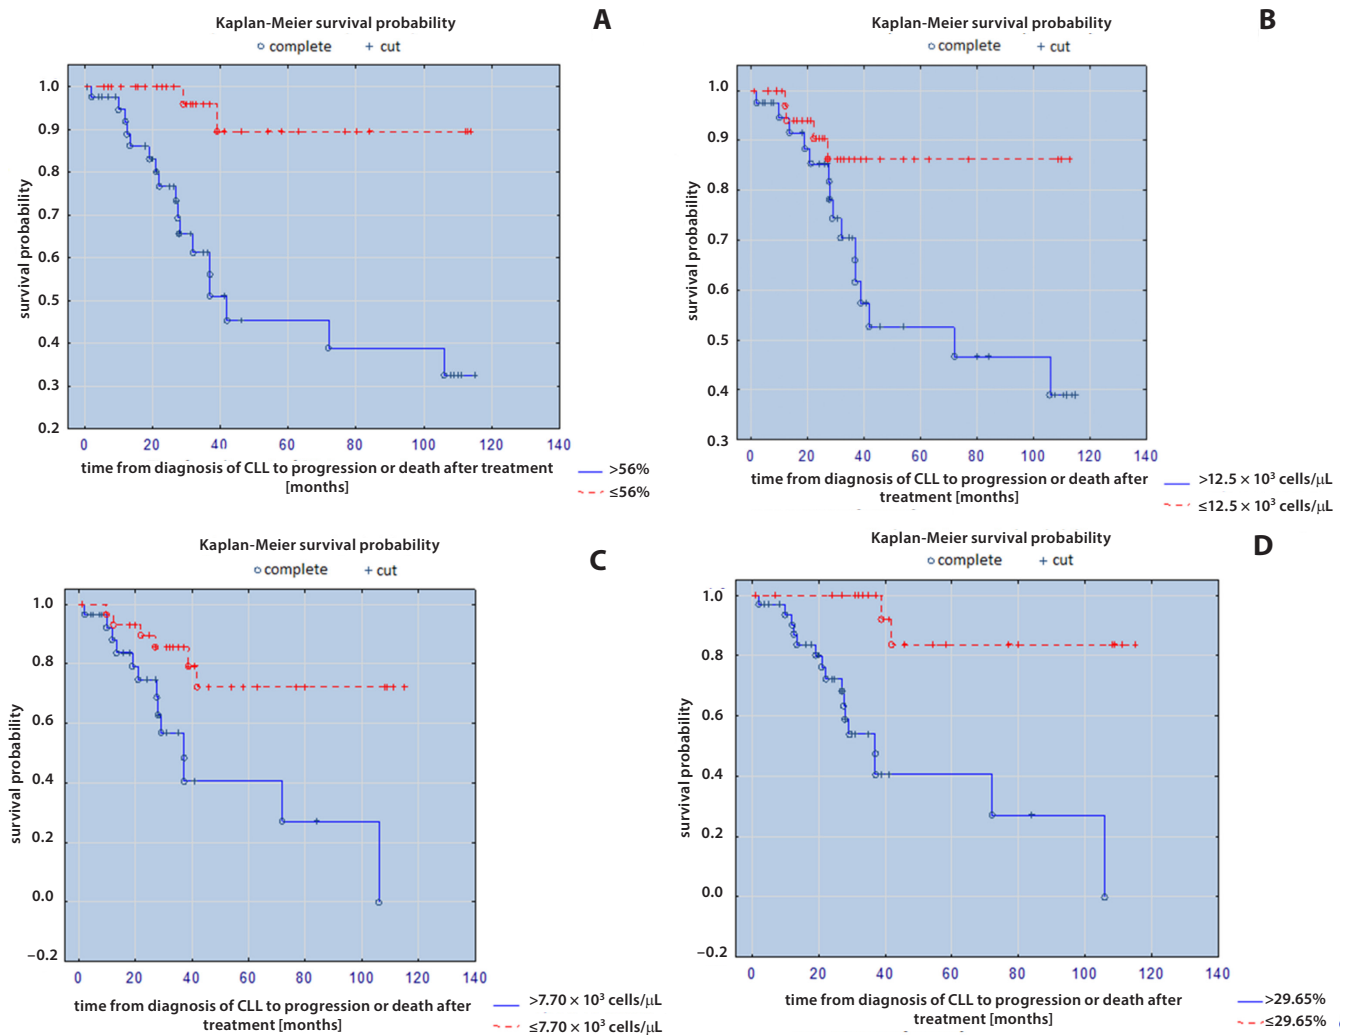 Kaplan-Meier survival probability
A
complete + cut
1.0
0.9
0.8
0.7
0.6
0.5
0.4
0.3
0.2
survival probability
0 20 40 60 80 100 120 140
time from diagnosis of CLL to progression or death after treatment
[months]
>56%
≤56%
Kaplan-Meier survival probability
B
complete + cut
1.0
0.9
0.8
0.7
0.6
0.5
0.4
0.3
survival probability
0 20 40 60 80 100 120 140
time from diagnosis of CLL to progression or death after
treatment [months]
>12.5 × 10³ cells/μL
≤12.5 × 10³ cells/μL
Kaplan-Meier survival probability
C
complete + cut
1.0
0.8
0.6
0.4
0.2
0.0
−0.2
survival probability
0 20 40 60 80 100 120 140
time from diagnosis of CLL to progression or death after
treatment [months]
>7.70 × 10³ cells/μL
≤7.70 × 10³ cells/μL
Kaplan-Meier survival probability
D
complete + cut
1.0
0.8
0.6
0.4
0.2
0.0
−0.2
survival probability
0 20 40 60 80 100 120 140
time from diagnosis of CLL to progression or death after
treatment [months]
>29.65%
≤29.65%